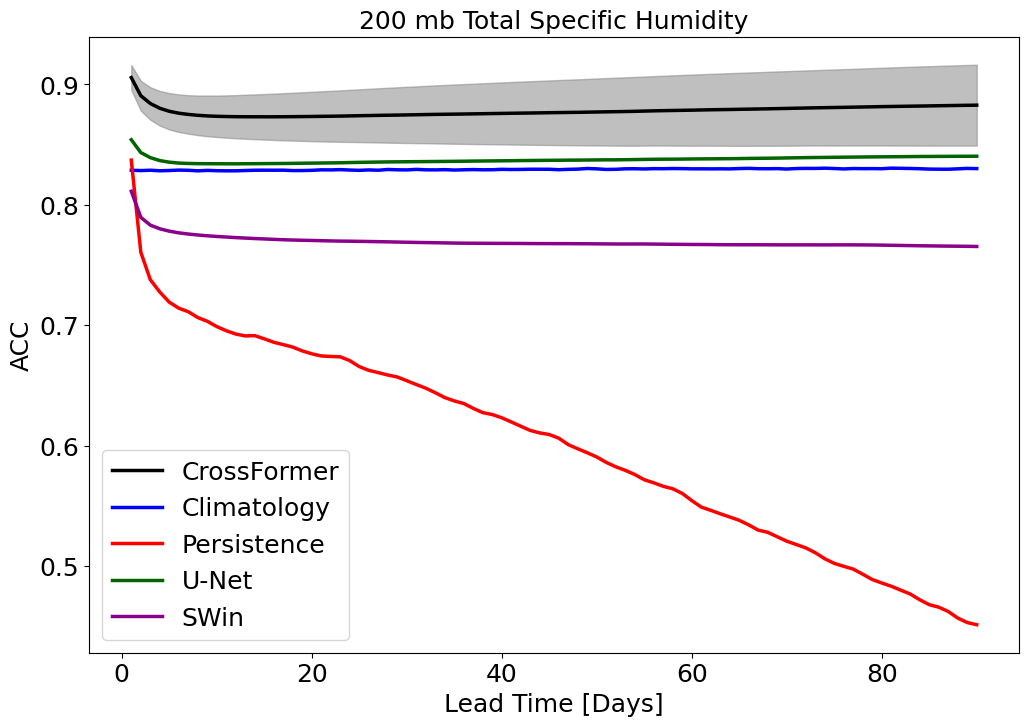 200 mb Total Specific Humidity
0.9
0.8
0.7
0.6
0.5
ACC
CrossFormer
Climatology
Persistence
U-Net
SWin
0
20
40
60
80
Lead Time [Days]